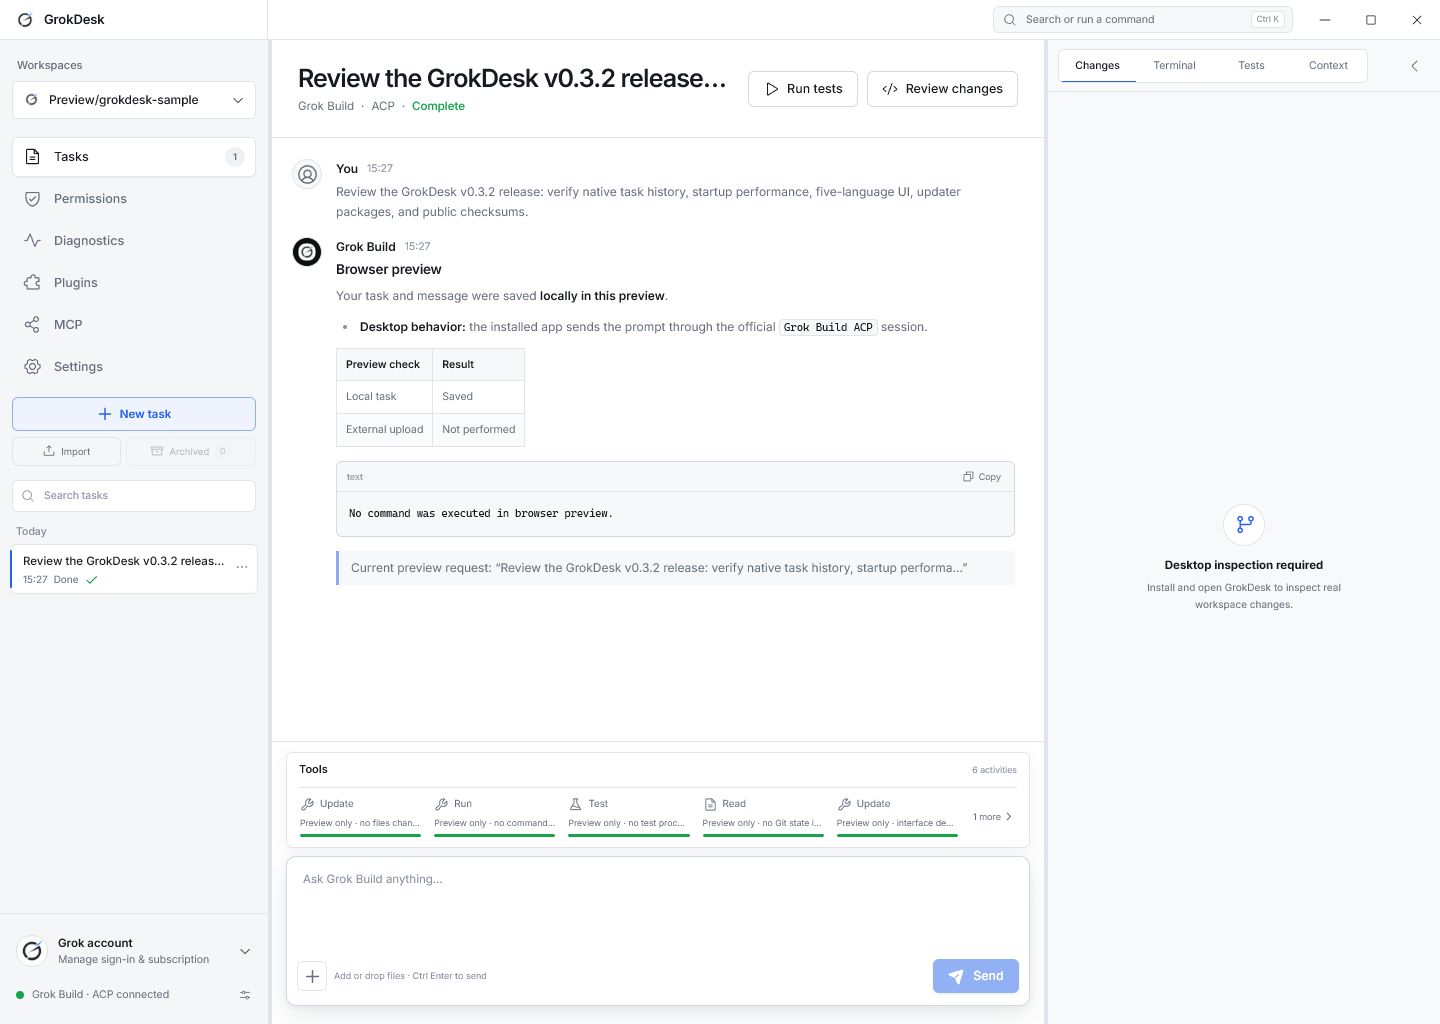 GrokDesk
Search or run a command
Ctrl K
Workspaces
Preview/grokdesk-sample
Tasks
1
Permissions
Diagnostics
Plugins
MCP
Settings
New task
Import
Archived 0
Search tasks
Today
Review the GrokDesk v0.3.2 releas...
15:27 Done
Grok account
Manage sign-in & subscription
Grok Build · ACP connected
Review the GrokDesk v0.3.2 release...
Grok Build · ACP · Complete
Run tests
Review changes
You 15:27
Review the GrokDesk v0.3.2 release: verify native task history, startup performance, five-language UI, updater
packages, and public checksums.
Grok Build 15:27
Browser preview
Your task and message were saved locally in this preview.
• Desktop behavior: the installed app sends the prompt through the official Grok Build ACP session.
Preview check Result
Local task Saved
External upload Not performed
text
Copy
No command was executed in browser preview.
Current preview request: “Review the GrokDesk v0.3.2 release: verify native task history, startup performa...”
Tools
6 activities
Update
Preview only · no files chan...
Run
Preview only · no command...
Test
Preview only · no test proc...
Read
Preview only · no Git state i...
Update
Preview only · interface de...
1 more
Ask Grok Build anything...
Add or drop files · Ctrl Enter to send
Send
Changes
Terminal
Tests
Context
Desktop inspection required
Install and open GrokDesk to inspect real
workspace changes.